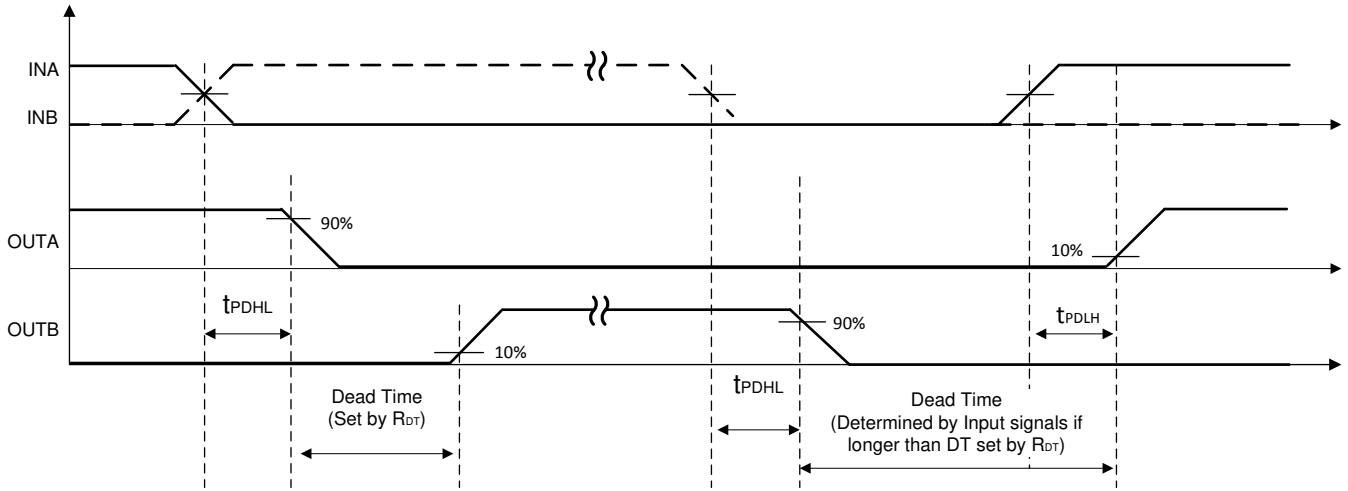 INA
INB
OUTA
90%
10%
OUTB
tPDHL
10%
90%
tPDLH
tPDHL
Dead Time
(Set by RDT)
Dead Time
(Determined by Input signals if
longer than DT set by RDT)